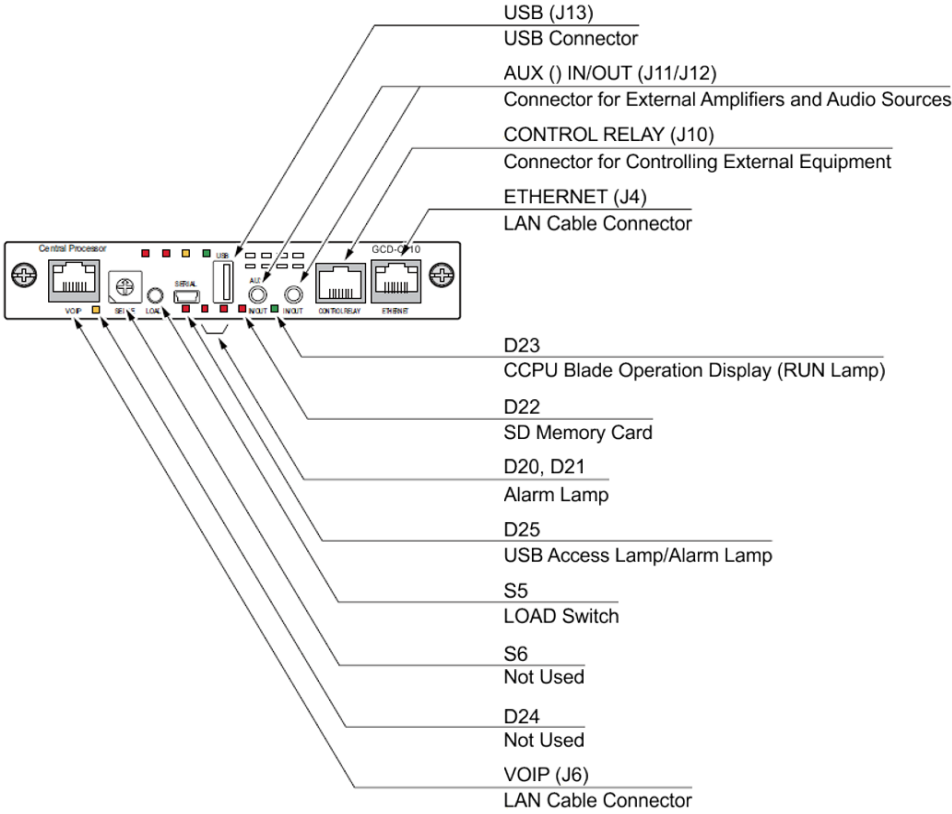 USB (J13)
USB Connector
AUX () IN/OUT (J11/J12)
Connector for External Amplifiers and Audio Sources
CONTROL RELAY (J10)
Connector for Controlling External Equipment
ETHERNET (J4)
LAN Cable Connector
Central Processor
USB
SERIAL
AUX
VOIP
LOAD
IN/OUT
IN/OUT
CONTROL RELAY
ETHERNET
D23
CCPU Blade Operation Display (RUN Lamp)
D22
SD Memory Card
D20, D21
Alarm Lamp
D25
USB Access Lamp/Alarm Lamp
S5
LOAD Switch
S6
Not Used
D24
Not Used
VOIP (J6)
LAN Cable Connector